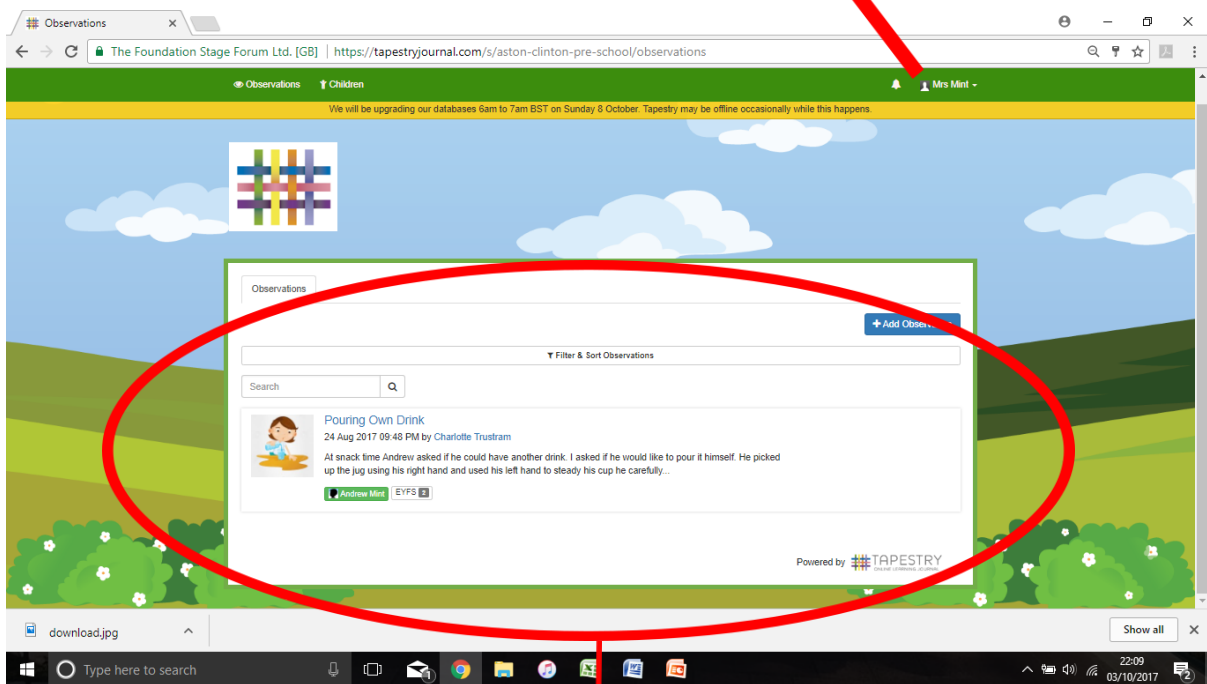 Observations
The Foundation Stage Forum Ltd. [GB] | https://tapestryjournal.com/s/aston-clinton-pre-school/observations
Observations Children Mrs Mint
We will be upgrading our databases 6am to 7am BST on Sunday 8 October. Tapestry may be offline occasionally while this happens.
Observations
+ Add
Filter & Sort Observations
Search
Pouring Own Drink
24 Aug 2017 09:48 PM by Charlotte Trustram
At snack time Andrew asked if he could have another drink. I asked if he would like to pour it himself. He picked
up the jug using his right hand and used his left hand to steady his cup he carefully...
Andrew Mint EYFS 2
Powered by TAPESTRY
ONLINE LEARNING JOURNAL
download.jpg Show all
Type here to search
22:09
03/10/2017
2